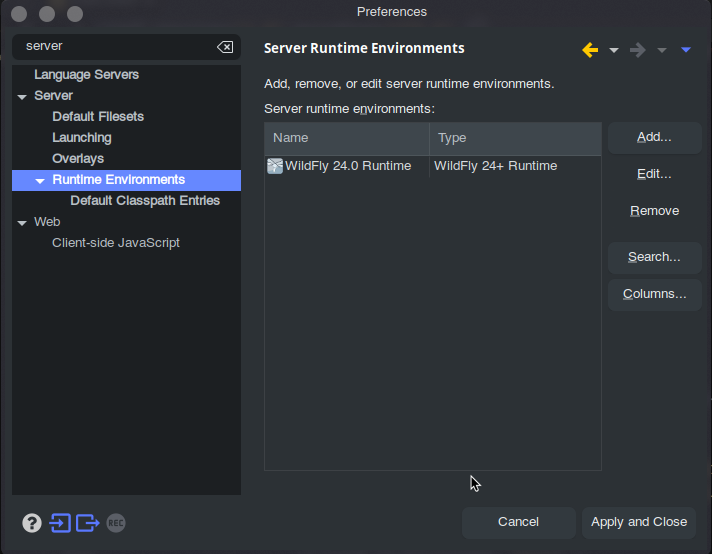 Preferences
server
Language Servers
Server
Default Filesets
Launching
Overlays
Runtime Environments
Default Classpath Entries
Web
Client-side JavaScript
Server Runtime Environments
Add, remove, or edit server runtime environments.
Server runtime environments:
Name Type
WildFly 24.0 Runtime WildFly 24+ Runtime
Add...
Edit...
Remove
Search...
Columns...
? REC
Cancel Apply and Close